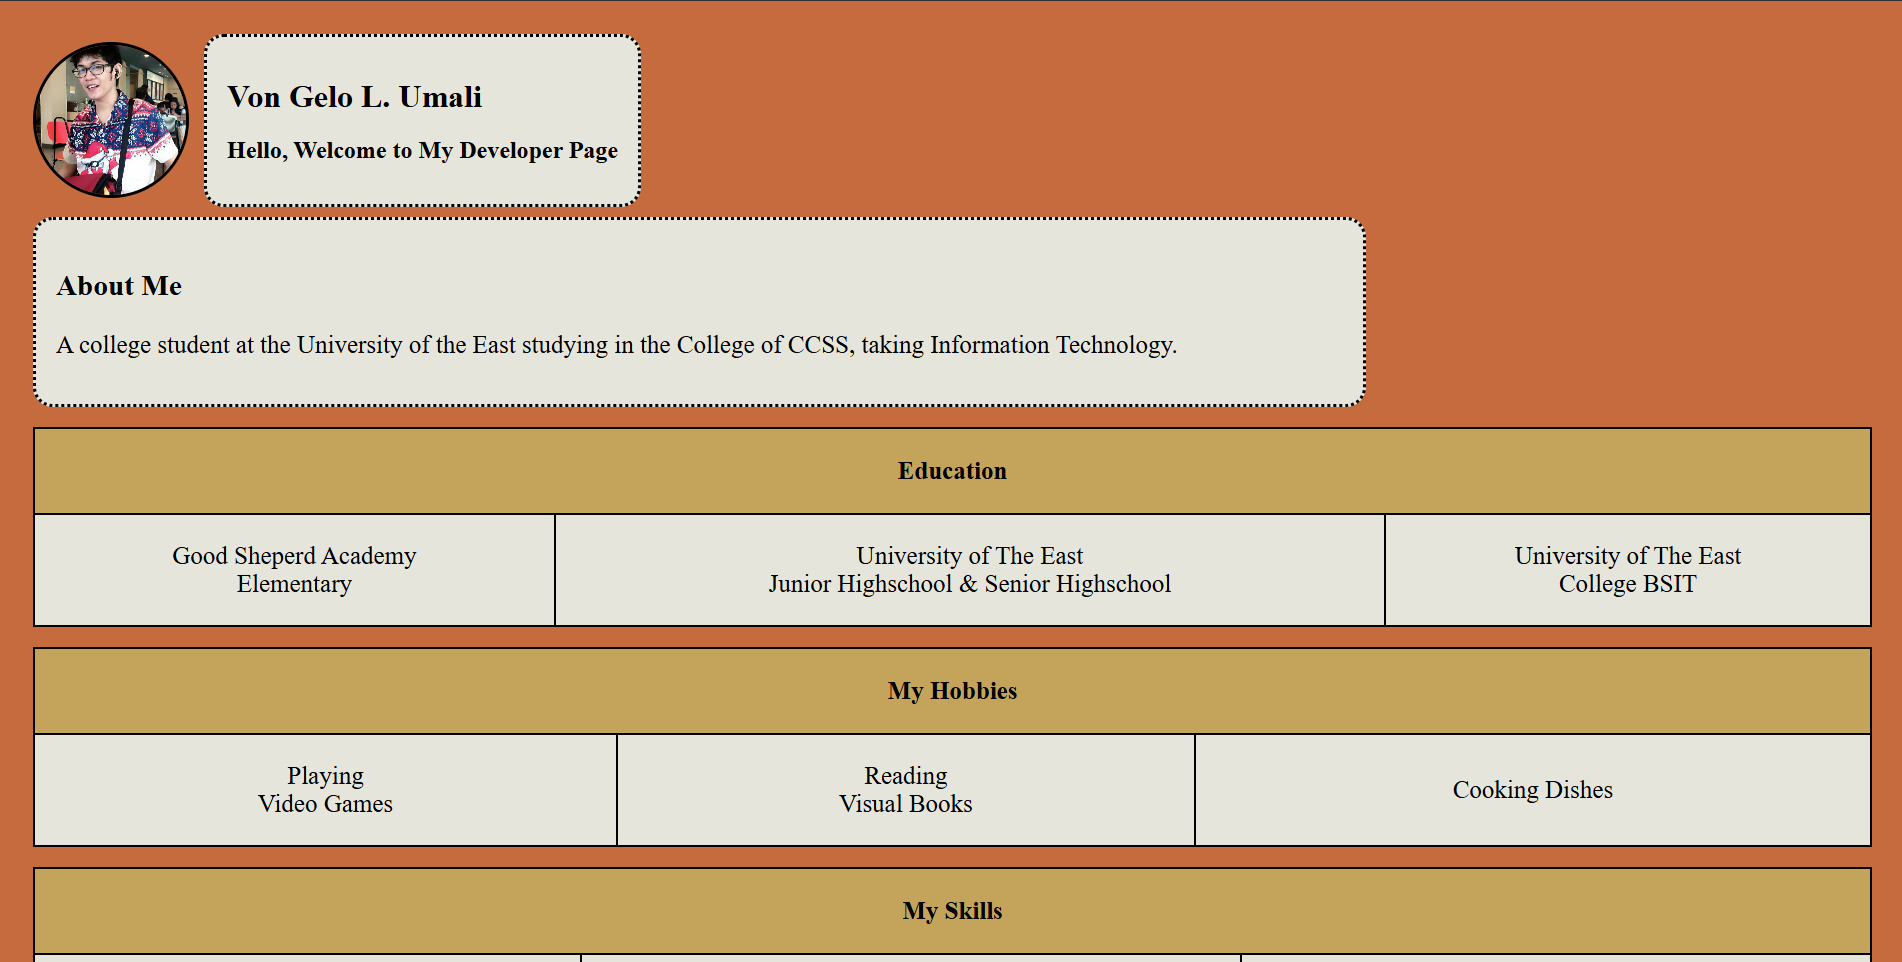 Von Gelo L. Umali
Hello, Welcome to My Developer Page
About Me
A college student at the University of the East studying in the College of CCSS, taking Information Technology.
Education
Good Sheperd Academy
Elementary
University of The East
Junior Highschool & Senior Highschool
University of The East
College BSIT
My Hobbies
Playing
Video Games
Reading
Visual Books
Cooking Dishes
My Skills